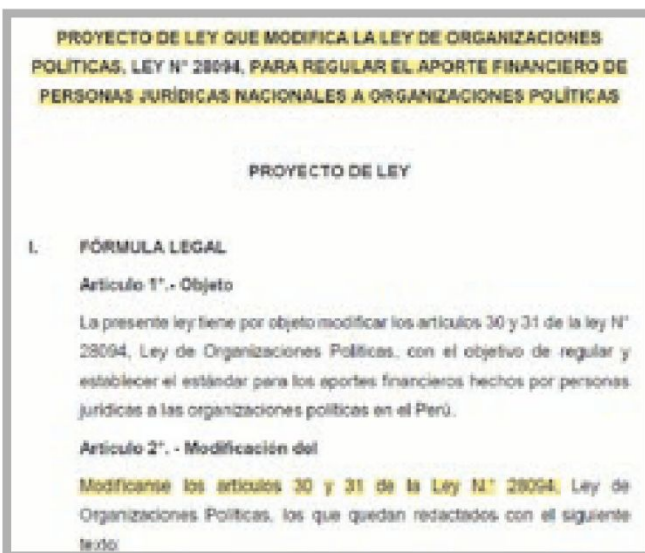 PROYECTO DE LEY QUE MODIFICA LA LEY DE ORGANIZACIONES
POLÍTICAS, LEY N° 28094, PARA REGULAR EL APORTE FINANCIERO DE
PERSONAS JURÍDICAS NACIONALES A ORGANIZACIONES POLÍTICAS
PROYECTO DE LEY
I. FÓRMULA LEGAL
Artículo 1°.- Objeto
La presente ley tiene por objeto modificar los artículos 30 y 31 de la ley N°
28094, Ley de Organizaciones Políticas, con el objetivo de regular y
establecer el estándar para los aportes financieros hechos por personas
jurídicas a las organizaciones políticas en el Perú.
Artículo 2°. - Modificación del
Modifícanse los artículos 30 y 31 de la Ley N.° 28094, Ley de
Organizaciones Políticas, los que quedan redactados con el siguiente
texto: